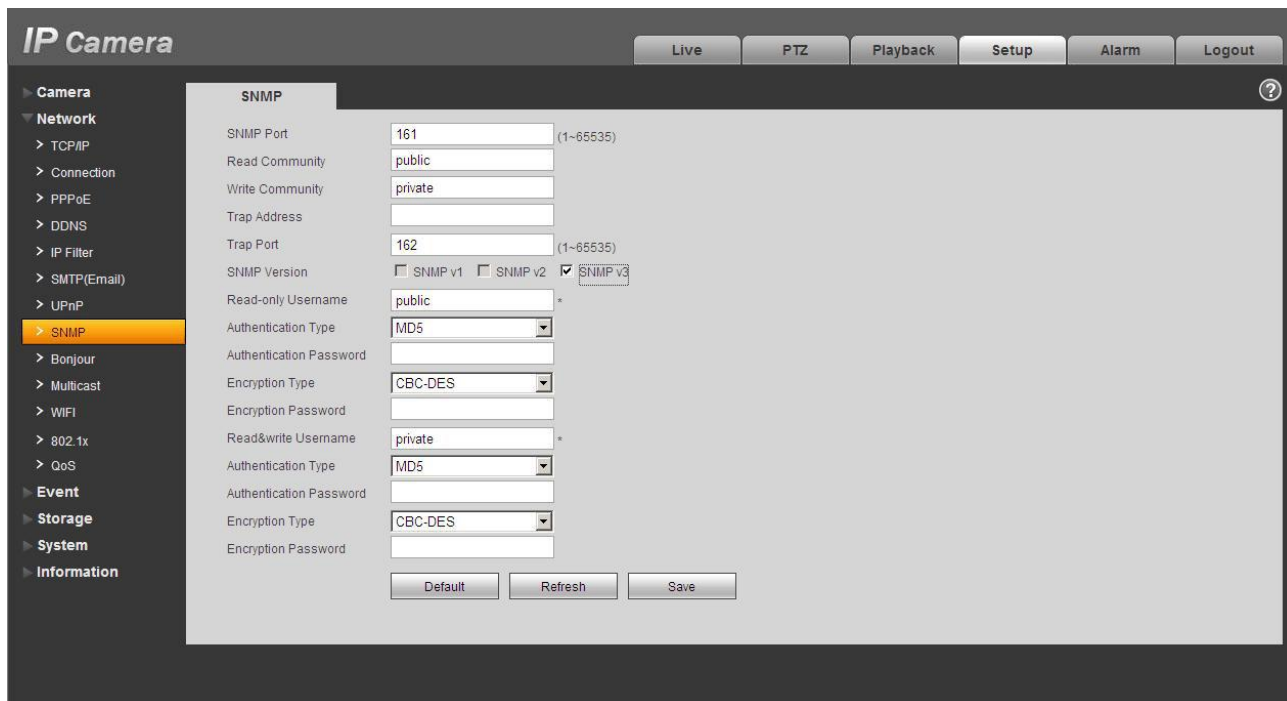 IP Camera
Live PTZ Playback Setup Alarm Logout
Camera
Network
> TCP/IP
> Connection
> PPPoE
> DDNS
> IP Filter
> SMTP(Email)
> UPnP
> SNMP
> Bonjour
> Multicast
> WIFI
> 802.1x
> QoS
Event
Storage
System
Information
SNMP
?
SNMP Port 161 (1~65535)
Read Community public
Write Community private
Trap Address
Trap Port 162 (1~65535)
SNMP Version SNMP v1 SNMP v2 SNMP v3
Read-only Username public *
Authentication Type MD5
Authentication Password
Encryption Type CBC-DES
Encryption Password
Read&write Username private *
Authentication Type MD5
Authentication Password
Encryption Type CBC-DES
Encryption Password
Default Refresh Save